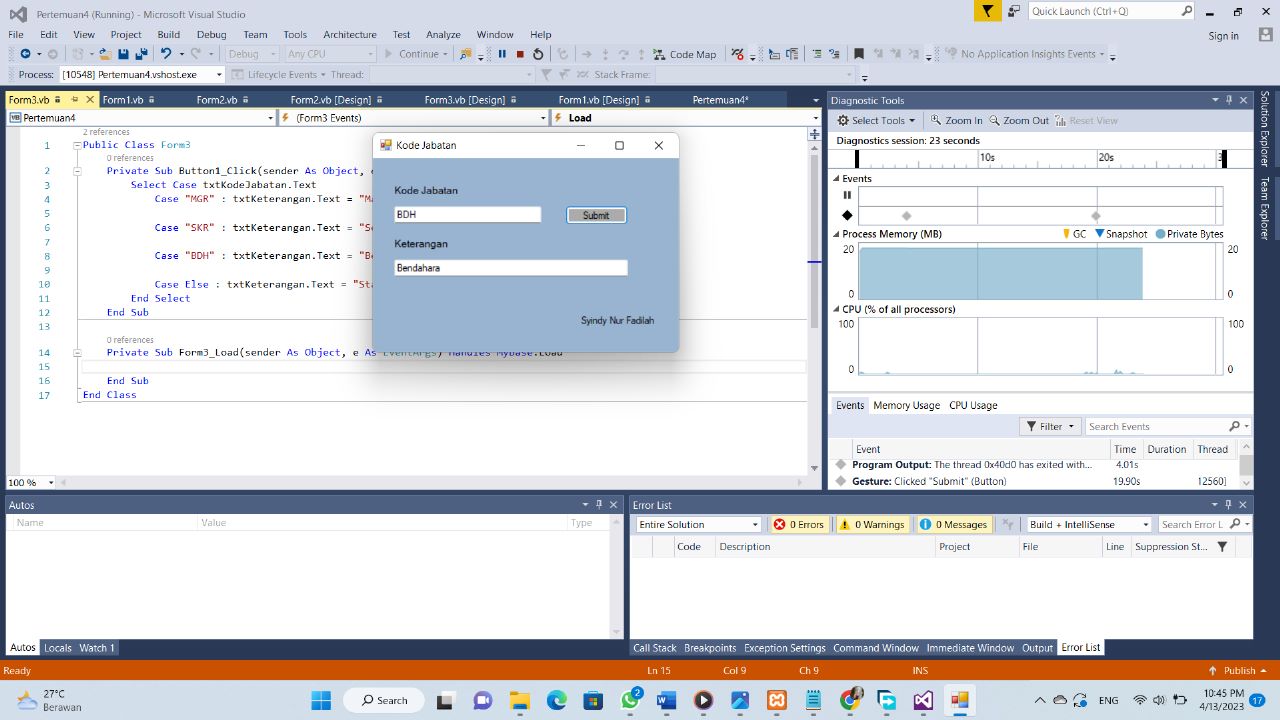 Pertemuan4 (Running) - Microsoft Visual Studio
Quick Launch (Ctrl+Q)
File Edit View Project Build Debug Team Tools Architecture Test Analyze Window Help
Sign in
Debug Any CPU Continue Code Map No Application Insights Events
Process: [10548] Pertemuan4.vshost.exe Lifecycle Events Thread: Stack Frame:
Form3.vb Form1.vb Form2.vb Form2.vb [Design] Form3.vb [Design] Form1.vb [Design] Pertemuan4*
Pertemuan4 (Form3 Events) Load
2 references
1 Public Class Form3
0 references
2 Private Sub Button1_Click(sender As Object, e
3 Select Case txtKodeJabatan.Text
4 Case "MGR" : txtKeterangan.Text = "Ma
5
6 Case "SKR" : txtKeterangan.Text = "Se
7
8 Case "BDH" : txtKeterangan.Text = "Be
9
10 Case Else : txtKeterangan.Text = "Sta
11 End Select
12 End Sub
13
0 references
14 Private Sub Form3_Load(sender As Object, e As EventArgs) Handles MyBase.Load
15
16 End Sub
17 End Class
100 %
Kode Jabatan
Kode Jabatan
BDH Submit
Keterangan
Bendahara
Syindy Nur Fadilah
Diagnostic Tools
Select Tools Zoom In Zoom Out Reset View
Diagnostics session: 23 seconds
10s 20s 3
Events
Process Memory (MB) GC Snapshot Private Bytes
20 20
0 0
CPU (% of all processors)
100 100
0 0
Events Memory Usage CPU Usage
Filter Search Events
Event Time Duration Thread
Program Output: The thread 0x40d0 has exited with... 4.01s
Gesture: Clicked "Submit" (Button) 19.90s 12560]
Solution Explorer
Team Explorer
Autos
Name Value Type
Autos Locals Watch 1
Error List
Entire Solution 0 Errors 0 Warnings 0 Messages Build + IntelliSense Search Error L
Code Description Project File Line Suppression St...
Call Stack Breakpoints Exception Settings Command Window Immediate Window Output Error List
Ready Ln 15 Col 9 Ch 9 INS Publish
27°C
Berawan
Search
2
ENG
10:45 PM
4/13/2023
17